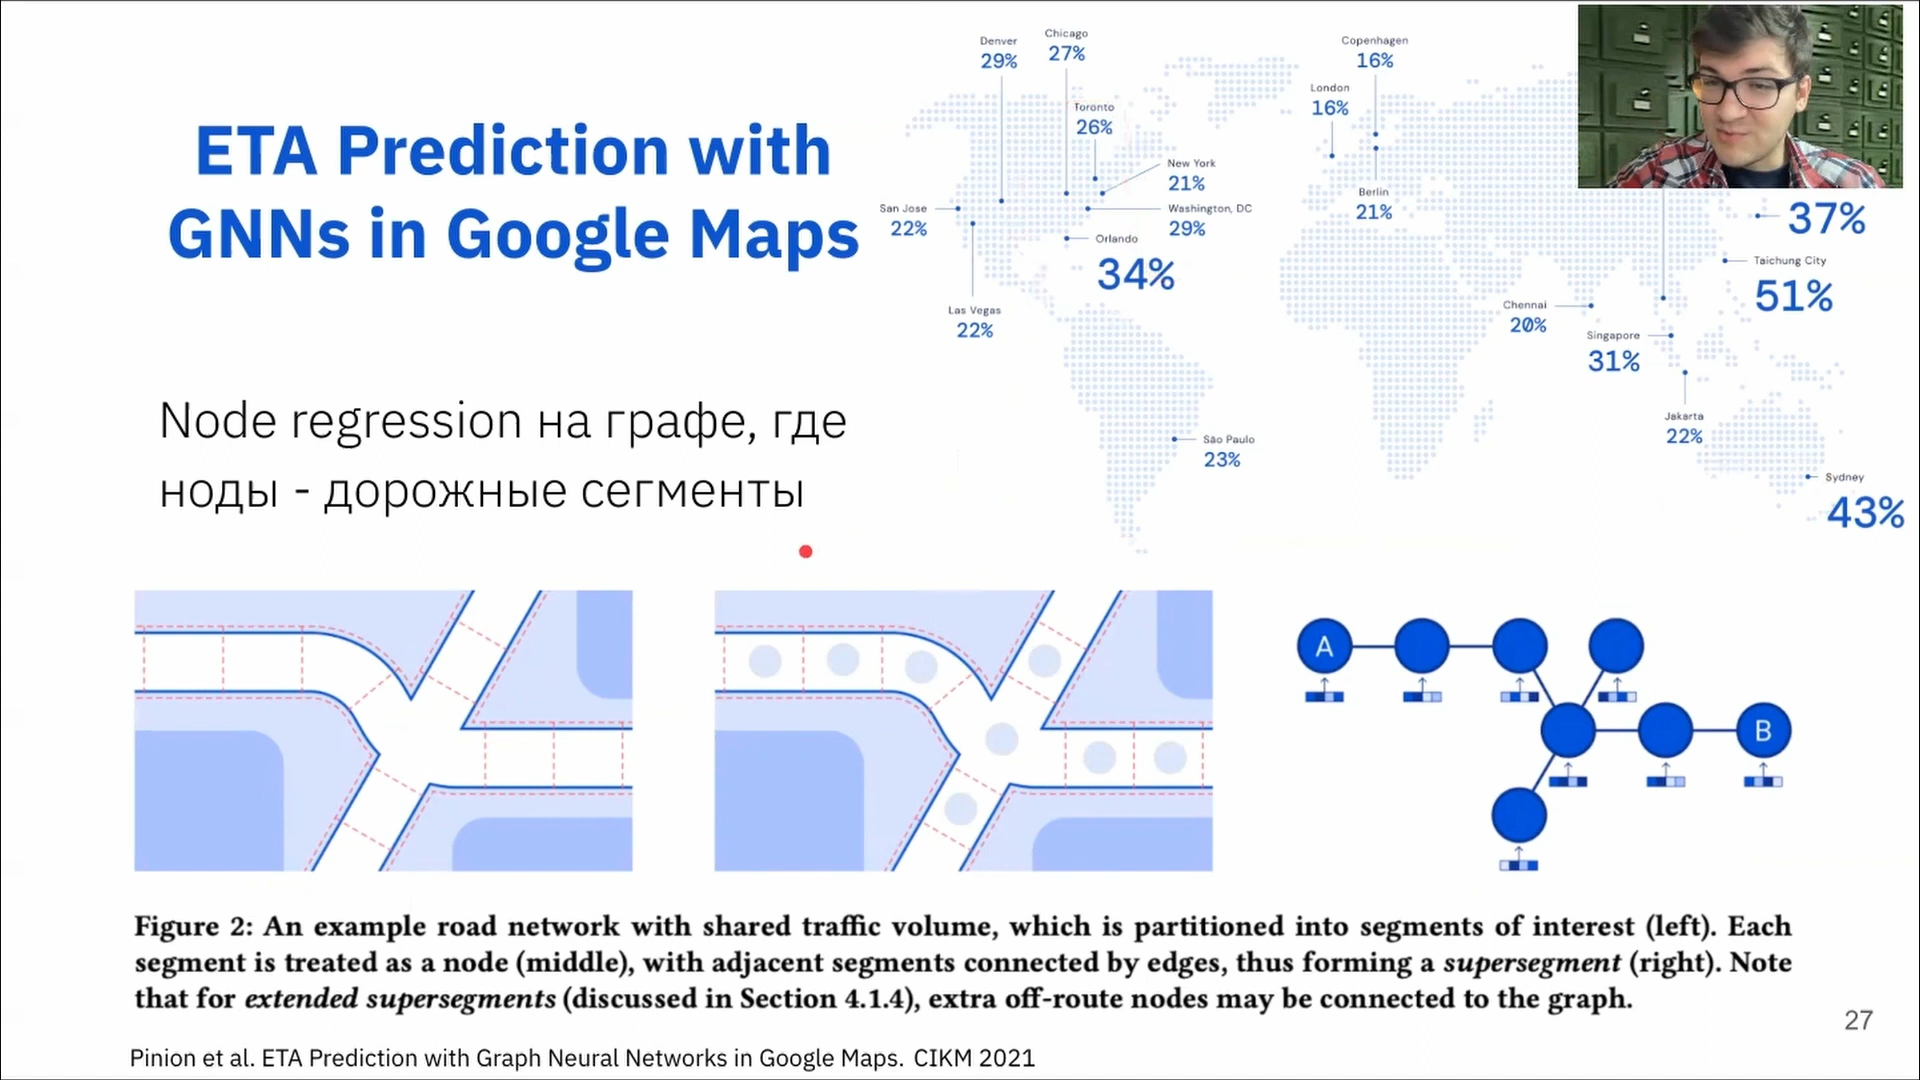 ETA Prediction with
GNNs in Google Maps
Node regression на графе, где
ноды - дорожные сегменты
Denver
29%
Chicago
27%
Toronto
26%
New York
21%
San Jose
22%
Washington, DC
29%
Orlando
34%
Las Vegas
22%
São Paulo
23%
Copenhagen
16%
London
16%
Berlin
21%
37%
Taichung City
51%
Chennai
20%
Singapore
31%
Jakarta
22%
Sydney
43%
A
B
Figure 2: An example road network with shared traffic volume, which is partitioned into segments of interest (left). Each
segment is treated as a node (middle), with adjacent segments connected by edges, thus forming a supersegment (right). Note
that for extended supersegments (discussed in Section 4.1.4), extra off-route nodes may be connected to the graph.
27
Pinion et al. ETA Prediction with Graph Neural Networks in Google Maps. CIKM 2021